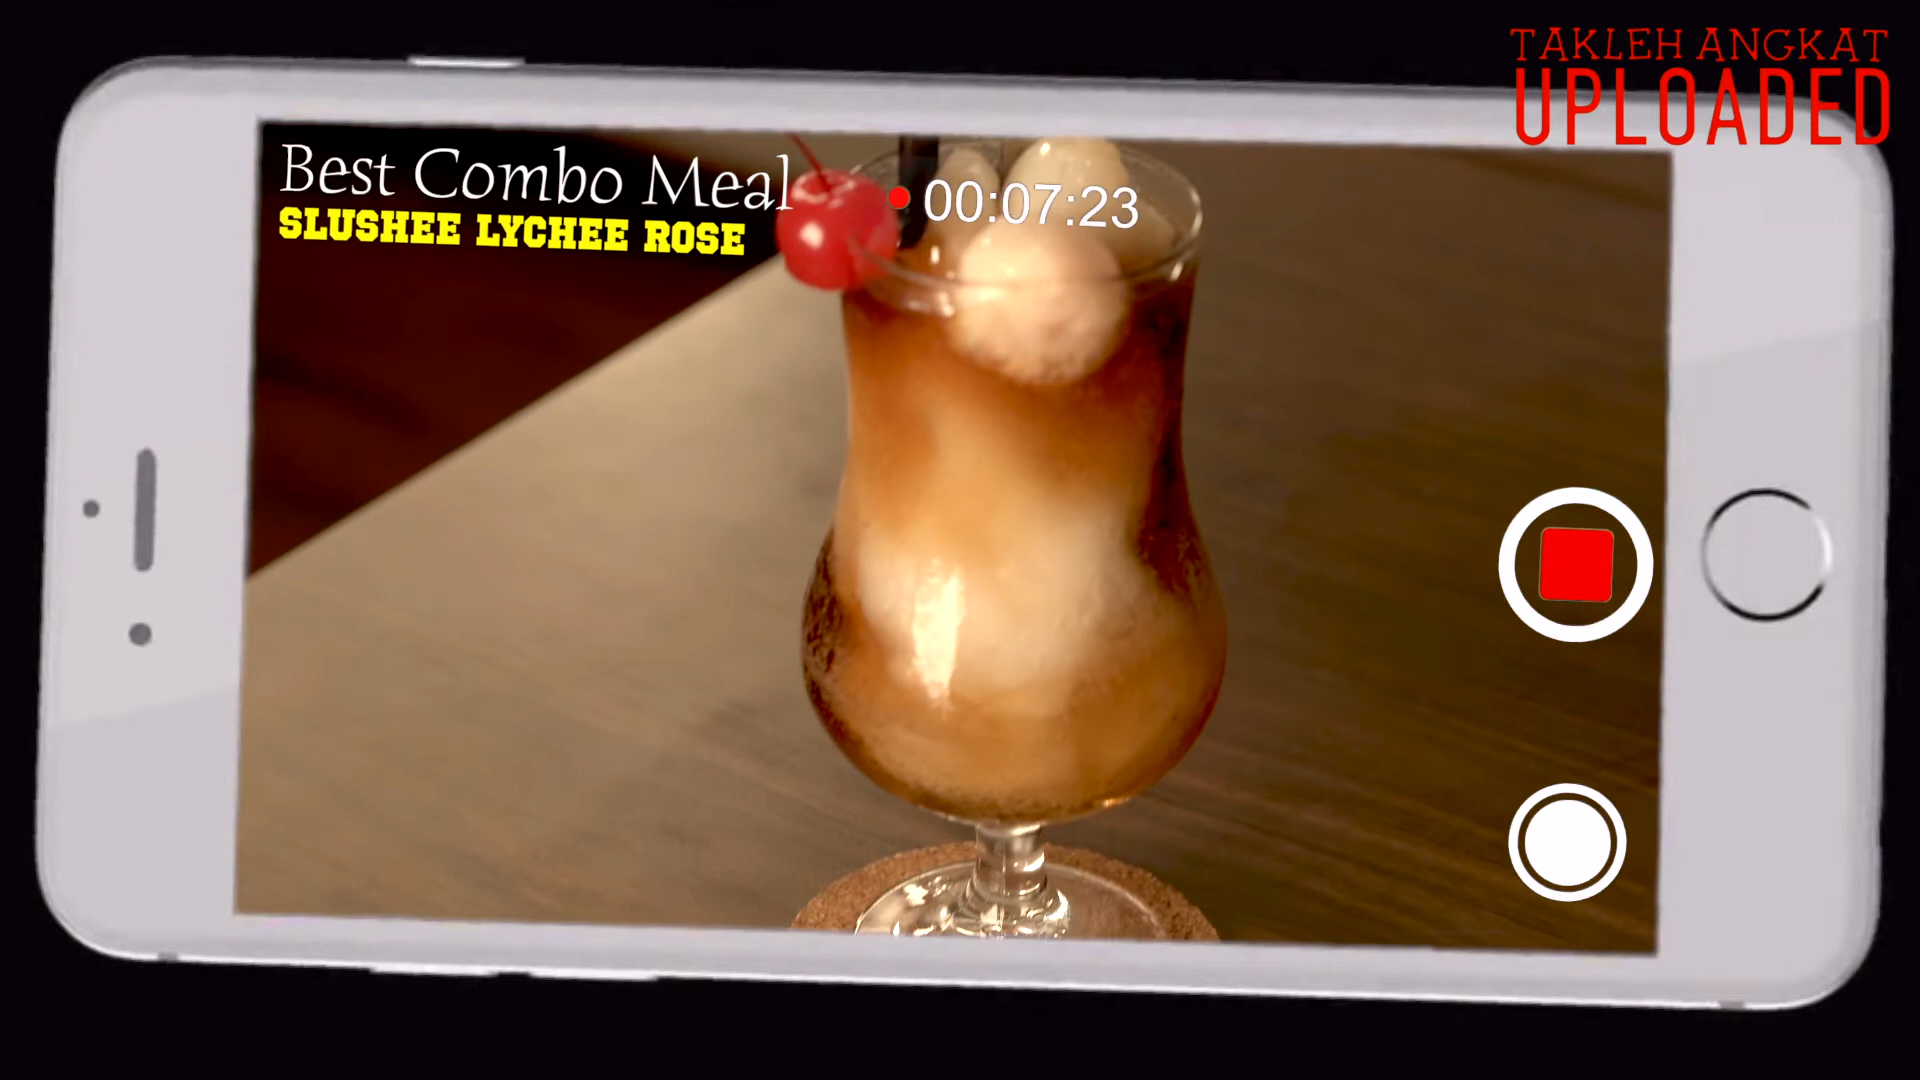 TAKLEH ANGKAT
UPLOADED
Best Combo Meal
SLUSHEE LYCHEE ROSE
00:07:23